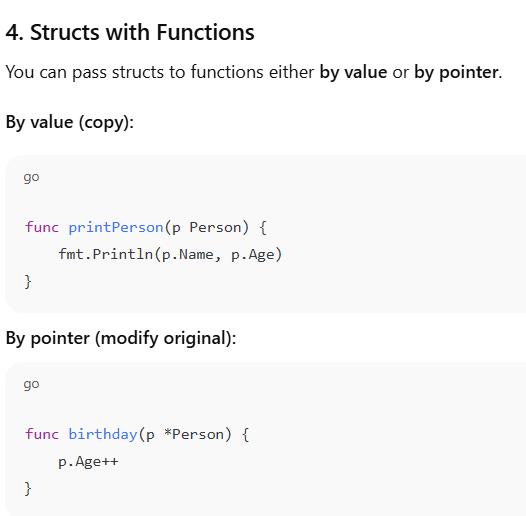 4. Structs with Functions
You can pass structs to functions either by value or by pointer.
By value (copy):
go
func printPerson(p Person) {
    fmt.Println(p.Name, p.Age)
}
By pointer (modify original):
go
func birthday(p *Person) {
    p.Age++
}